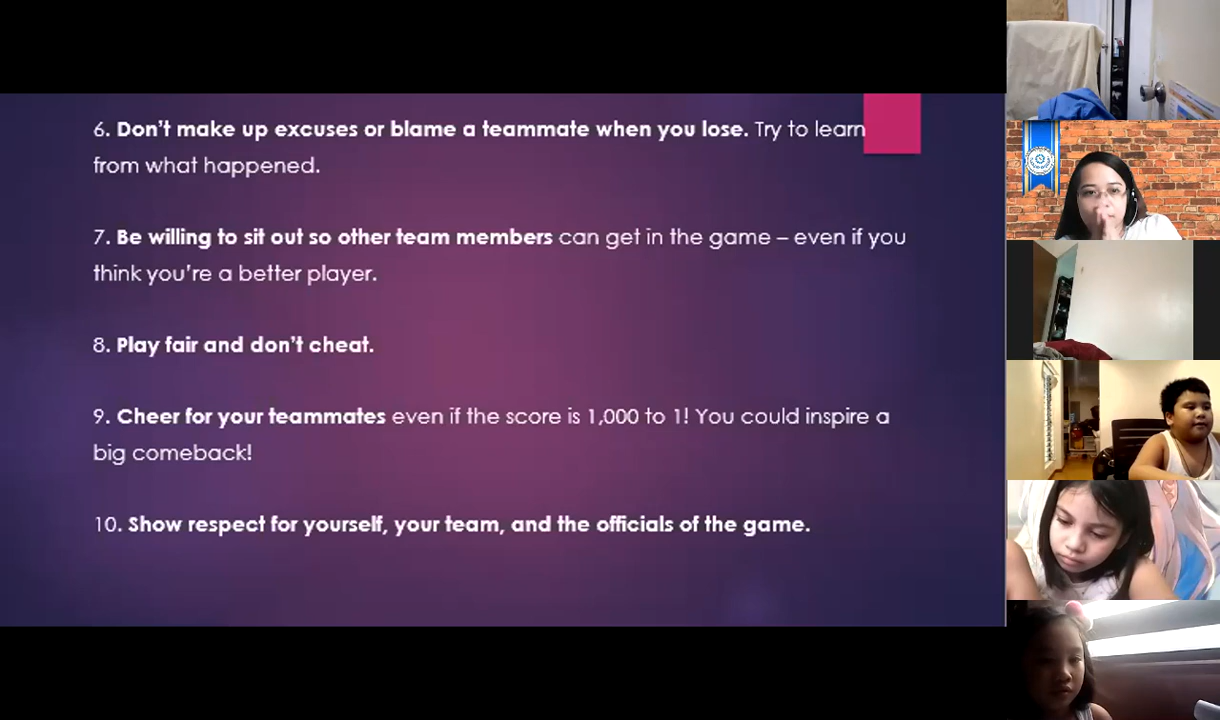 6. Don't make up excuses or blame a teammate when you lose. Try to learn
from what happened.
7. Be willing to sit out so other team members can get in the game – even if you
think you're a better player.
8. Play fair and don't cheat.
9. Cheer for your teammates even if the score is 1,000 to 1! You could inspire a
big comeback!
10. Show respect for yourself, your team, and the officials of the game.